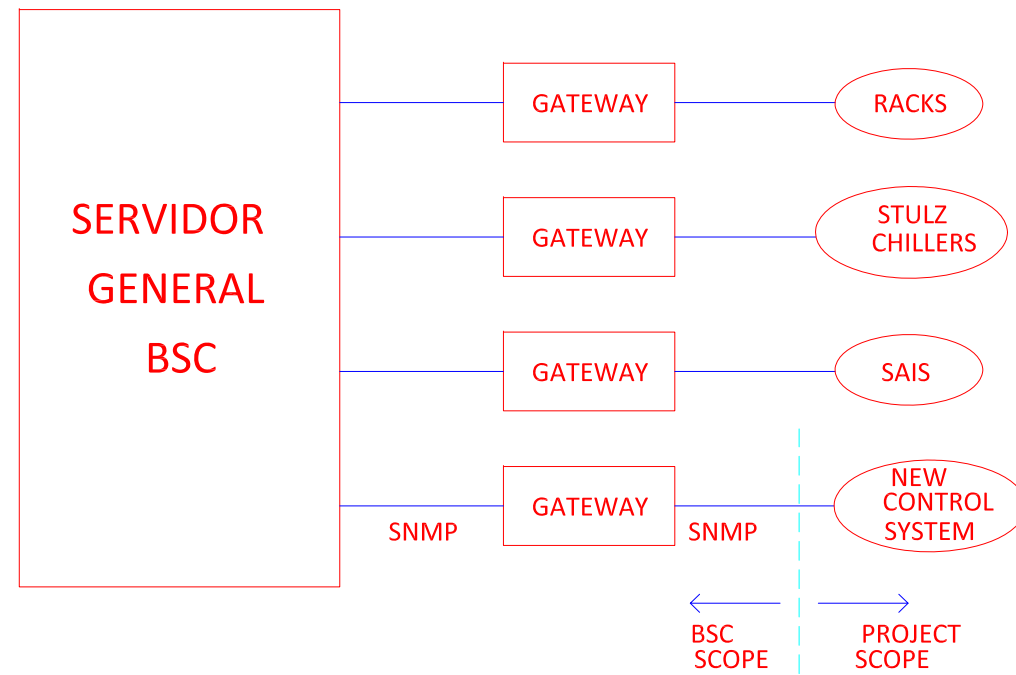 SERVIDOR
GENERAL
BSC
GATEWAY
RACKS
GATEWAY
STULZ
CHILLERS
GATEWAY
SAIS
GATEWAY
NEW
CONTROL
SYSTEM
SNMP
SNMP
BSC
SCOPE
PROJECT
SCOPE